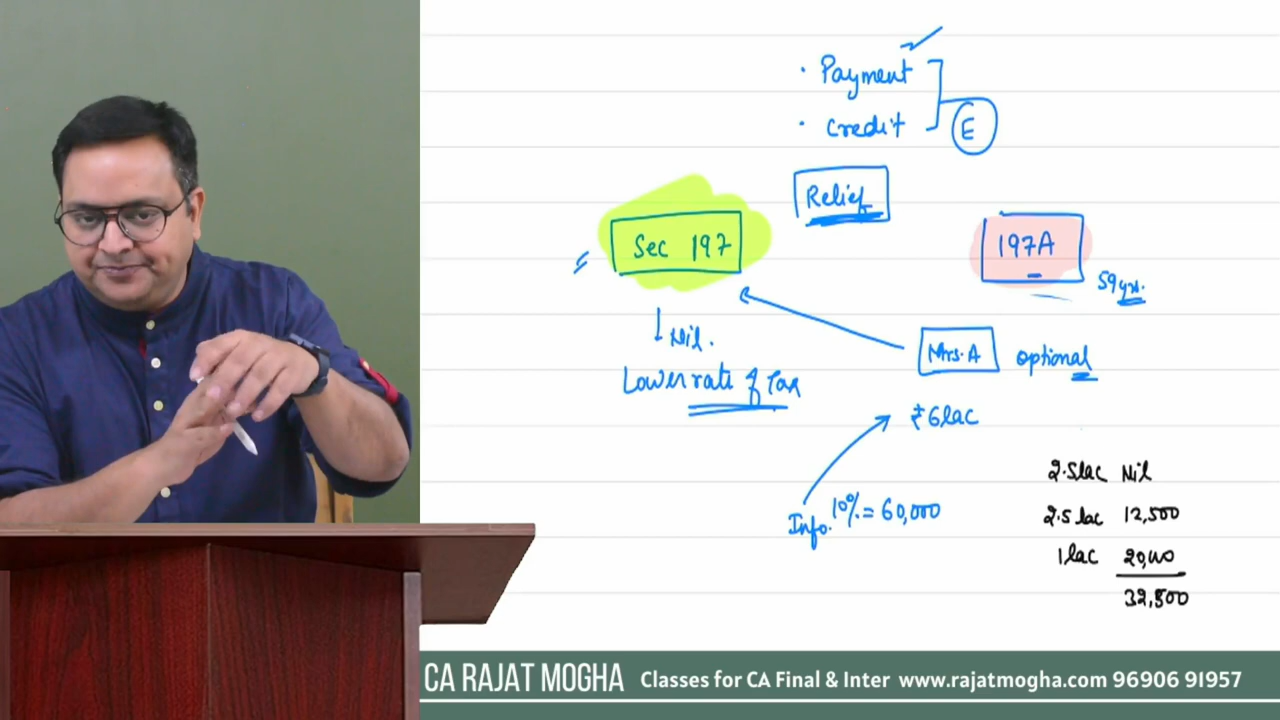 · Payment
· Credit
E
Relief
Sec 197
197A
59 yrs.
↓ Nil.
Lower rate of Tax
Mrs. A optional
₹6lac
Info. 10% = 60,000
2.5lac Nil
2.5lac 12,500
1lac 20,000
32,500
CA RAJAT MOGHA Classes for CA Final & Inter www.rajatmogha.com 96906 91957